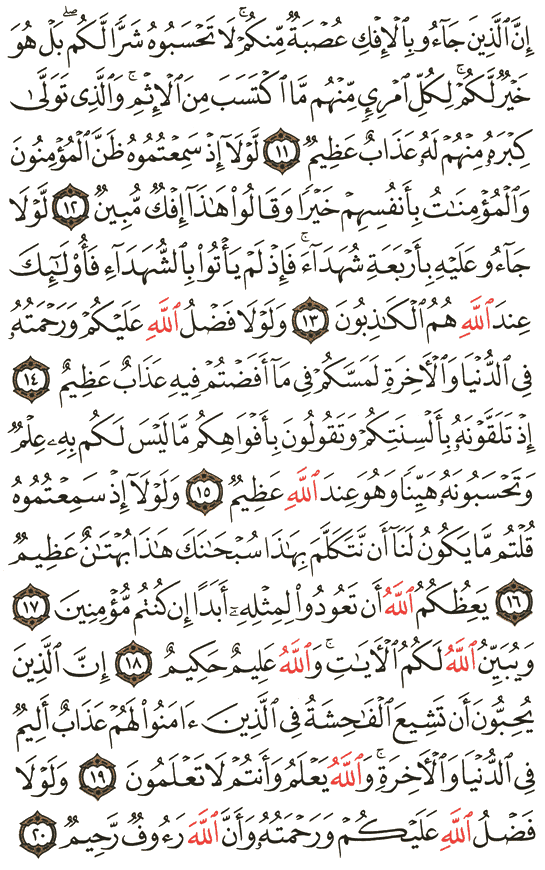 إِنَّ ٱلَّذِينَ جَآءُو بِٱلْإِفْكِ عُصْبَةٌ مِّنكُمْ ۚ لَا تَحْسَبُوهُ شَرًّا لَّكُم ۖ بَلْ هُوَ
خَيْرٌ لَّكُمْ ۚ لِكُلِّ ٱمْرِئٍ مِّنْهُم مَّا ٱكْتَسَبَ مِنَ ٱلْإِثْمِ ۚ وَٱلَّذِى تَوَلَّىٰ
كِبْرَهُۥ مِنْهُمْ لَهُۥ عَذَابٌ عَظِيمٌ ١١ لَّوْلَآ إِذْ سَمِعْتُمُوهُ ظَنَّ ٱلْمُؤْمِنُونَ
وَٱلْمُؤْمِنَٰتُ بِأَنفُسِهِمْ خَيْرًا وَقَالُوا۟ هَٰذَآ إِفْكٌ مُّبِينٌ ١٢ لَّوْلَا
جَآءُو عَلَيْهِ بِأَرْبَعَةِ شُهَدَآءَ ۚ فَإِذْ لَمْ يَأْتُوا۟ بِٱلشُّهَدَآءِ فَأُو۟لَٰٓئِكَ
عِندَ ٱللَّهِ هُمُ ٱلْكَٰذِبُونَ ١٣ وَلَوْلَا فَضْلُ ٱللَّهِ عَلَيْكُمْ وَرَحْمَتُهُۥ
فِى ٱلدُّنْيَا وَٱلْءَاخِرَةِ لَمَسَّكُمْ فِى مَآ أَفَضْتُمْ فِيهِ عَذَابٌ عَظِيمٌ ١٤
إِذْ تَلَقَّوْنَهُۥ بِأَلْسِنَتِكُمْ وَتَقُولُونَ بِأَفْوَاهِكُم مَّا لَيْسَ لَكُم بِهِۦ عِلْمٌ
وَتَحْسَبُونَهُۥ هَيِّنًا وَهُوَ عِندَ ٱللَّهِ عَظِيمٌ ١٥ وَلَوْلَآ إِذْ سَمِعْتُمُوهُ
قُلْتُم مَّا يَكُونُ لَنَآ أَن نَّتَكَلَّمَ بِهَٰذَا سُبْحَٰنَكَ هَٰذَا بُهْتَٰنٌ عَظِيمٌ
١٦ يَعِظُكُمُ ٱللَّهُ أَن تَعُودُوا۟ لِمِثْلِهِۦٓ أَبَدًا إِن كُنتُم مُّؤْمِنِينَ ١٧
وَيُبَيِّنُ ٱللَّهُ لَكُمُ ٱلْءَايَٰتِ ۚ وَٱللَّهُ عَلِيمٌ حَكِيمٌ ١٨ إِنَّ ٱلَّذِينَ
يُحِبُّونَ أَن تَشِيعَ ٱلْفَٰحِشَةُ فِى ٱلَّذِينَ ءَامَنُوا۟ لَهُمْ عَذَابٌ أَلِيمٌ
فِى ٱلدُّنْيَا وَٱلْءَاخِرَةِ ۚ وَٱللَّهُ يَعْلَمُ وَأَنتُمْ لَا تَعْلَمُونَ ١٩ وَلَوْلَا
فَضْلُ ٱللَّهِ عَلَيْكُمْ وَرَحْمَتُهُۥ وَأَنَّ ٱللَّهَ رَءُوفٌ رَّحِيمٌ ٢٠